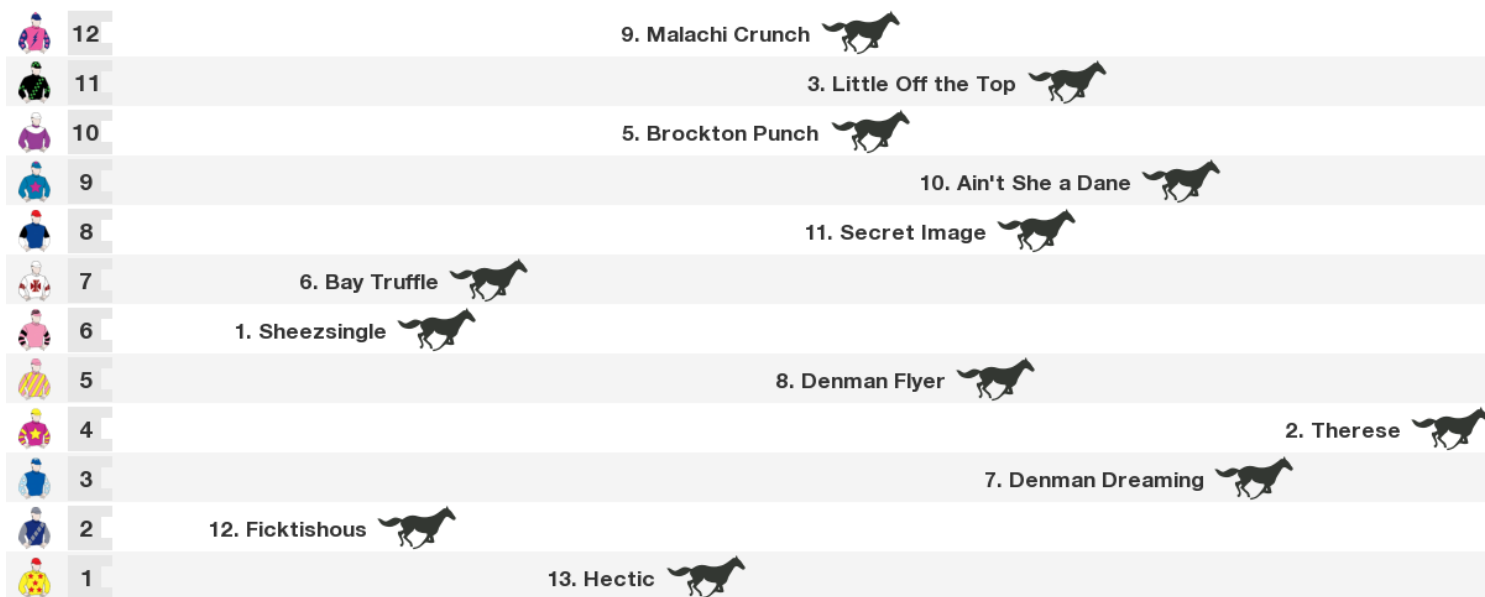 12 9. Malachi Crunch
11 3. Little Off the Top
10 5. Brockton Punch
9 10. Ain't She a Dane
8 11. Secret Image
7 6. Bay Truffle
6 1. Sheezsingle
5 8. Denman Flyer
4 2. Therese
3 7. Denman Dreaming
2 12. Ficktishous
1 13. Hectic